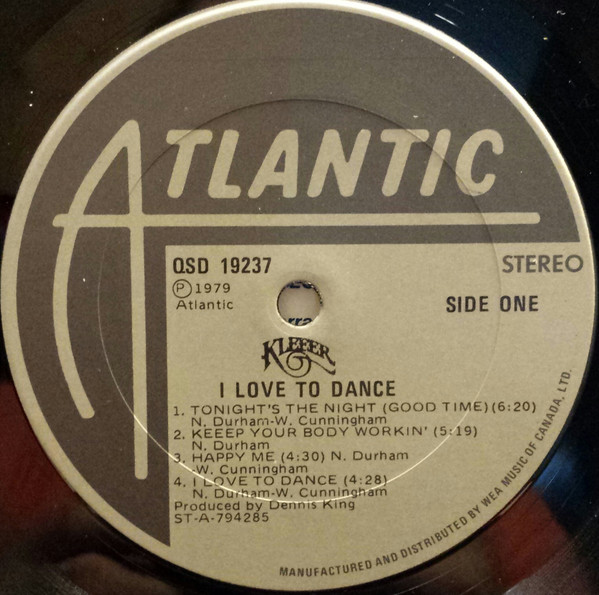 ATLANTIC
QSD 19237
STEREO
℗ 1979
Atlantic
SIDE ONE
KLEEER
I LOVE TO DANCE
1. TONIGHT'S THE NIGHT (GOOD TIME) (6:20)
N. Durham-W. Cunningham
2. KEEEP YOUR BODY WORKIN' (5:19)
N. Durham
3. HAPPY ME (4:30) N. Durham
-W. Cunningham
4. I LOVE TO DANCE (4:28)
N. Durham-W. Cunningham
Produced by Dennis King
ST-A-794285
MANUFACTURED AND DISTRIBUTED BY WEA MUSIC OF CANADA, LTD.